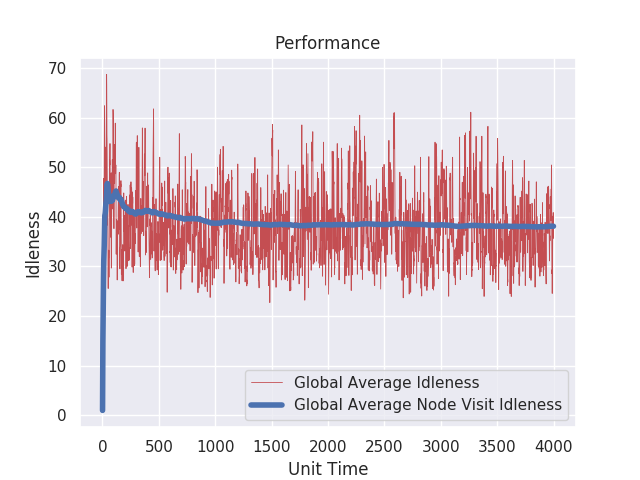 Performance
70
60
50
40
30
20
10
0
Idleness
0 500 1000 1500 2000 2500 3000 3500 4000
Unit Time
Global Average Idleness
Global Average Node Visit Idleness